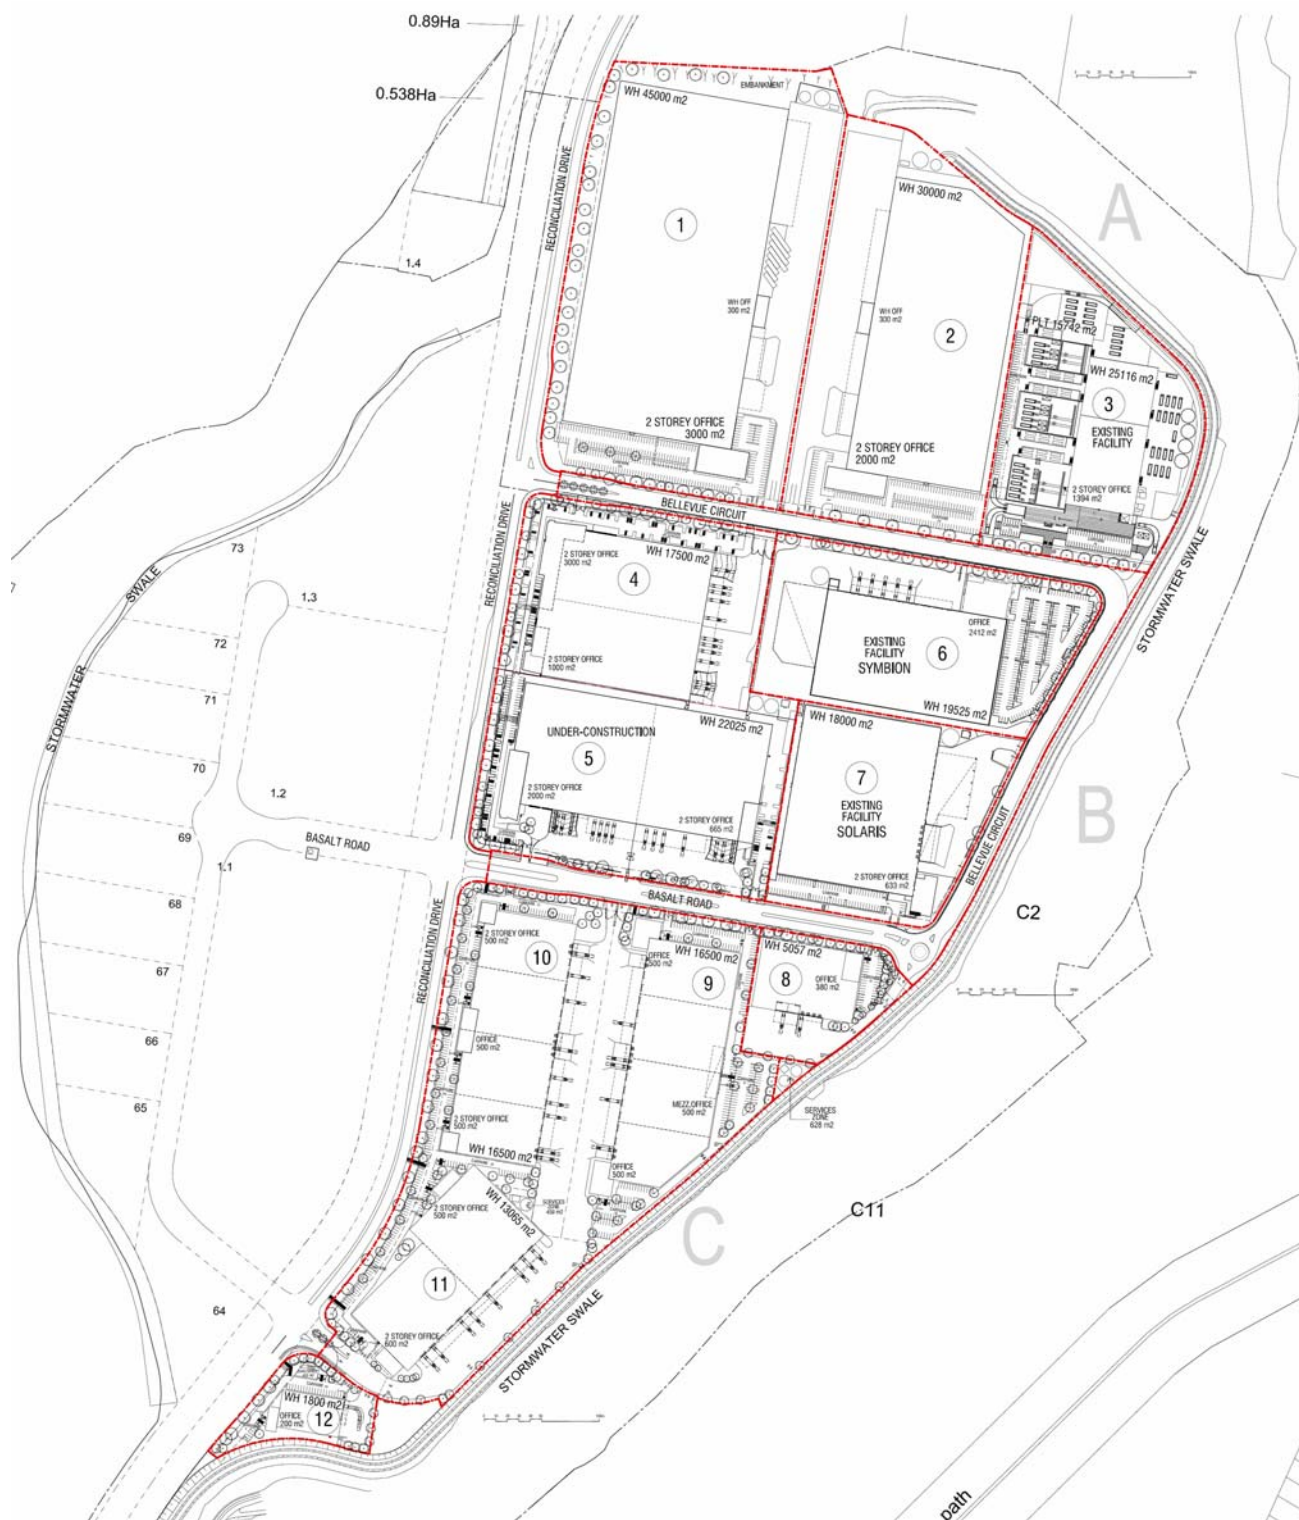 0.89Ha
0.538Ha
EMBANKMENT
WH 45000 m2
RECONCILIATION DRIVE
1
WH 30000 m2
A
1.4
WH OFF
300 m2
WH OFF
300 m2
2
PLT 15742 m2
WH 25116 m2
3
EXISTING
FACILITY
2 STOREY OFFICE
3000 m2
2 STOREY OFFICE
2000 m2
2 STOREY OFFICE
1394 m2
BELLEVUE CIRCUIT
RECONCILIATION DRIVE
STORMWATER SWALE
73
SWALE
STORMWATER
1.3
2 STOREY OFFICE
3000 m2
WH 17500 m2
4
2 STOREY OFFICE
1000 m2
OFFICE
2412 m2
EXISTING
FACILITY
SYMBION
6
WH 19525 m2
72
71
70
69
68
67
66
65
64
1.2
1.1
BASALT ROAD
WH 22025 m2
UNDER-CONSTRUCTION
5
2 STOREY OFFICE
2000 m2
2 STOREY OFFICE
665 m2
WH 18000 m2
7
EXISTING
FACILITY
SOLARIS
2 STOREY OFFICE
633 m2
BELLEVUE CIRCUIT
B
C2
BASALT ROAD
RECONCILIATION DRIVE
2 STOREY OFFICE
500 m2
10
OFFICE
500 m2
WH 16500 m2
9
WH 5057 m2
8
OFFICE
380 m2
OFFICE
500 m2
MEZZ.OFFICE
500 m2
SERVICES
ZONE
628 m2
2 STOREY OFFICE
500 m2
WH 16500 m2
OFFICE
500 m2
WH 13065 m2
2 STOREY OFFICE
500 m2
SERVICES
ZONE
C
C11
11
2 STOREY OFFICE
600 m2
STORMWATER SWALE
WH 1800 m2
OFFICE
200 m2
12
path